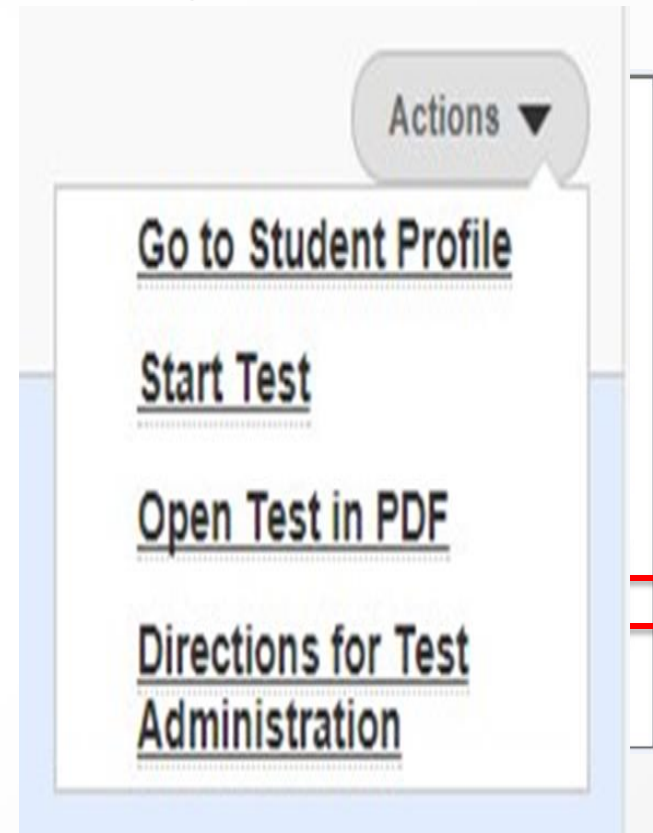 Actions ▼
Go to Student Profile
Start Test
Open Test in PDF
Directions for Test
Administration